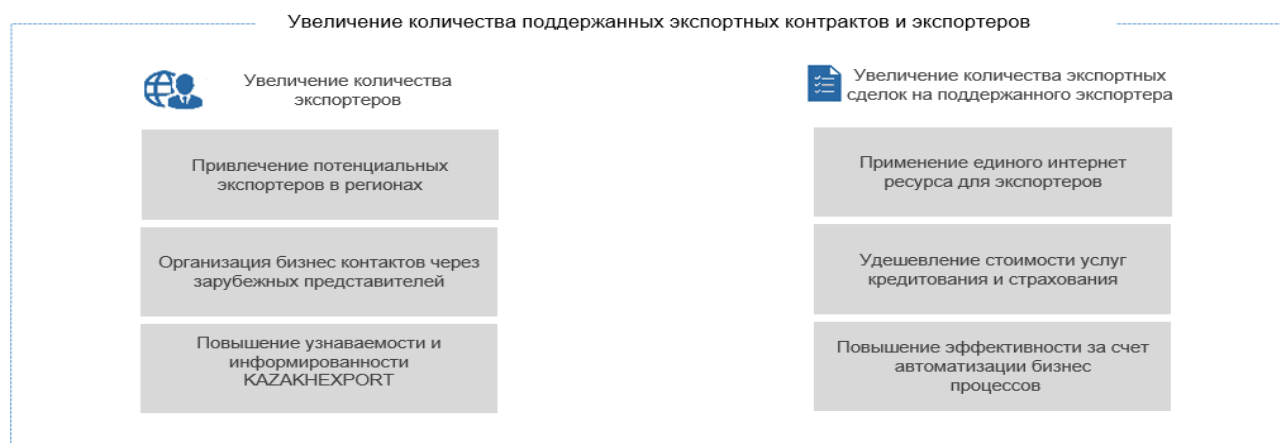 Увеличение количества поддержанных экспортных контрактов и экспортеров
Увеличение количества
экспортеров
Привлечение потенциальных
экспортеров в регионах
Организация бизнес контактов через
зарубежных представителей
Повышение узнаваемости и
информированности
KAZAKHEXPORT
Увеличение количества экспортных
сделок на поддержанного экспортера
Применение единого интернет
ресурса для экспортеров
Удешевление стоимости услуг
кредитования и страхования
Повышение эффективности за счет
автоматизации бизнес
процессов